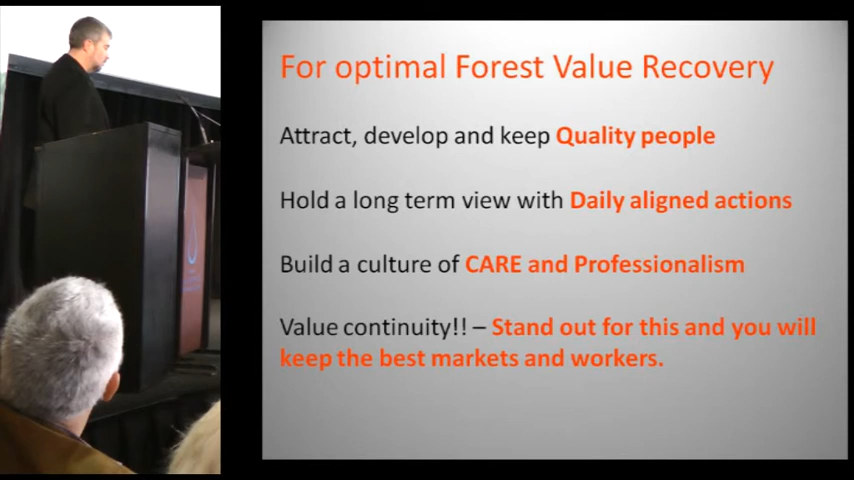 For optimal Forest Value Recovery
Attract, develop and keep Quality people
Hold a long term view with Daily aligned actions
Build a culture of CARE and Professionalism
Value continuity!! – Stand out for this and you will
keep the best markets and workers.